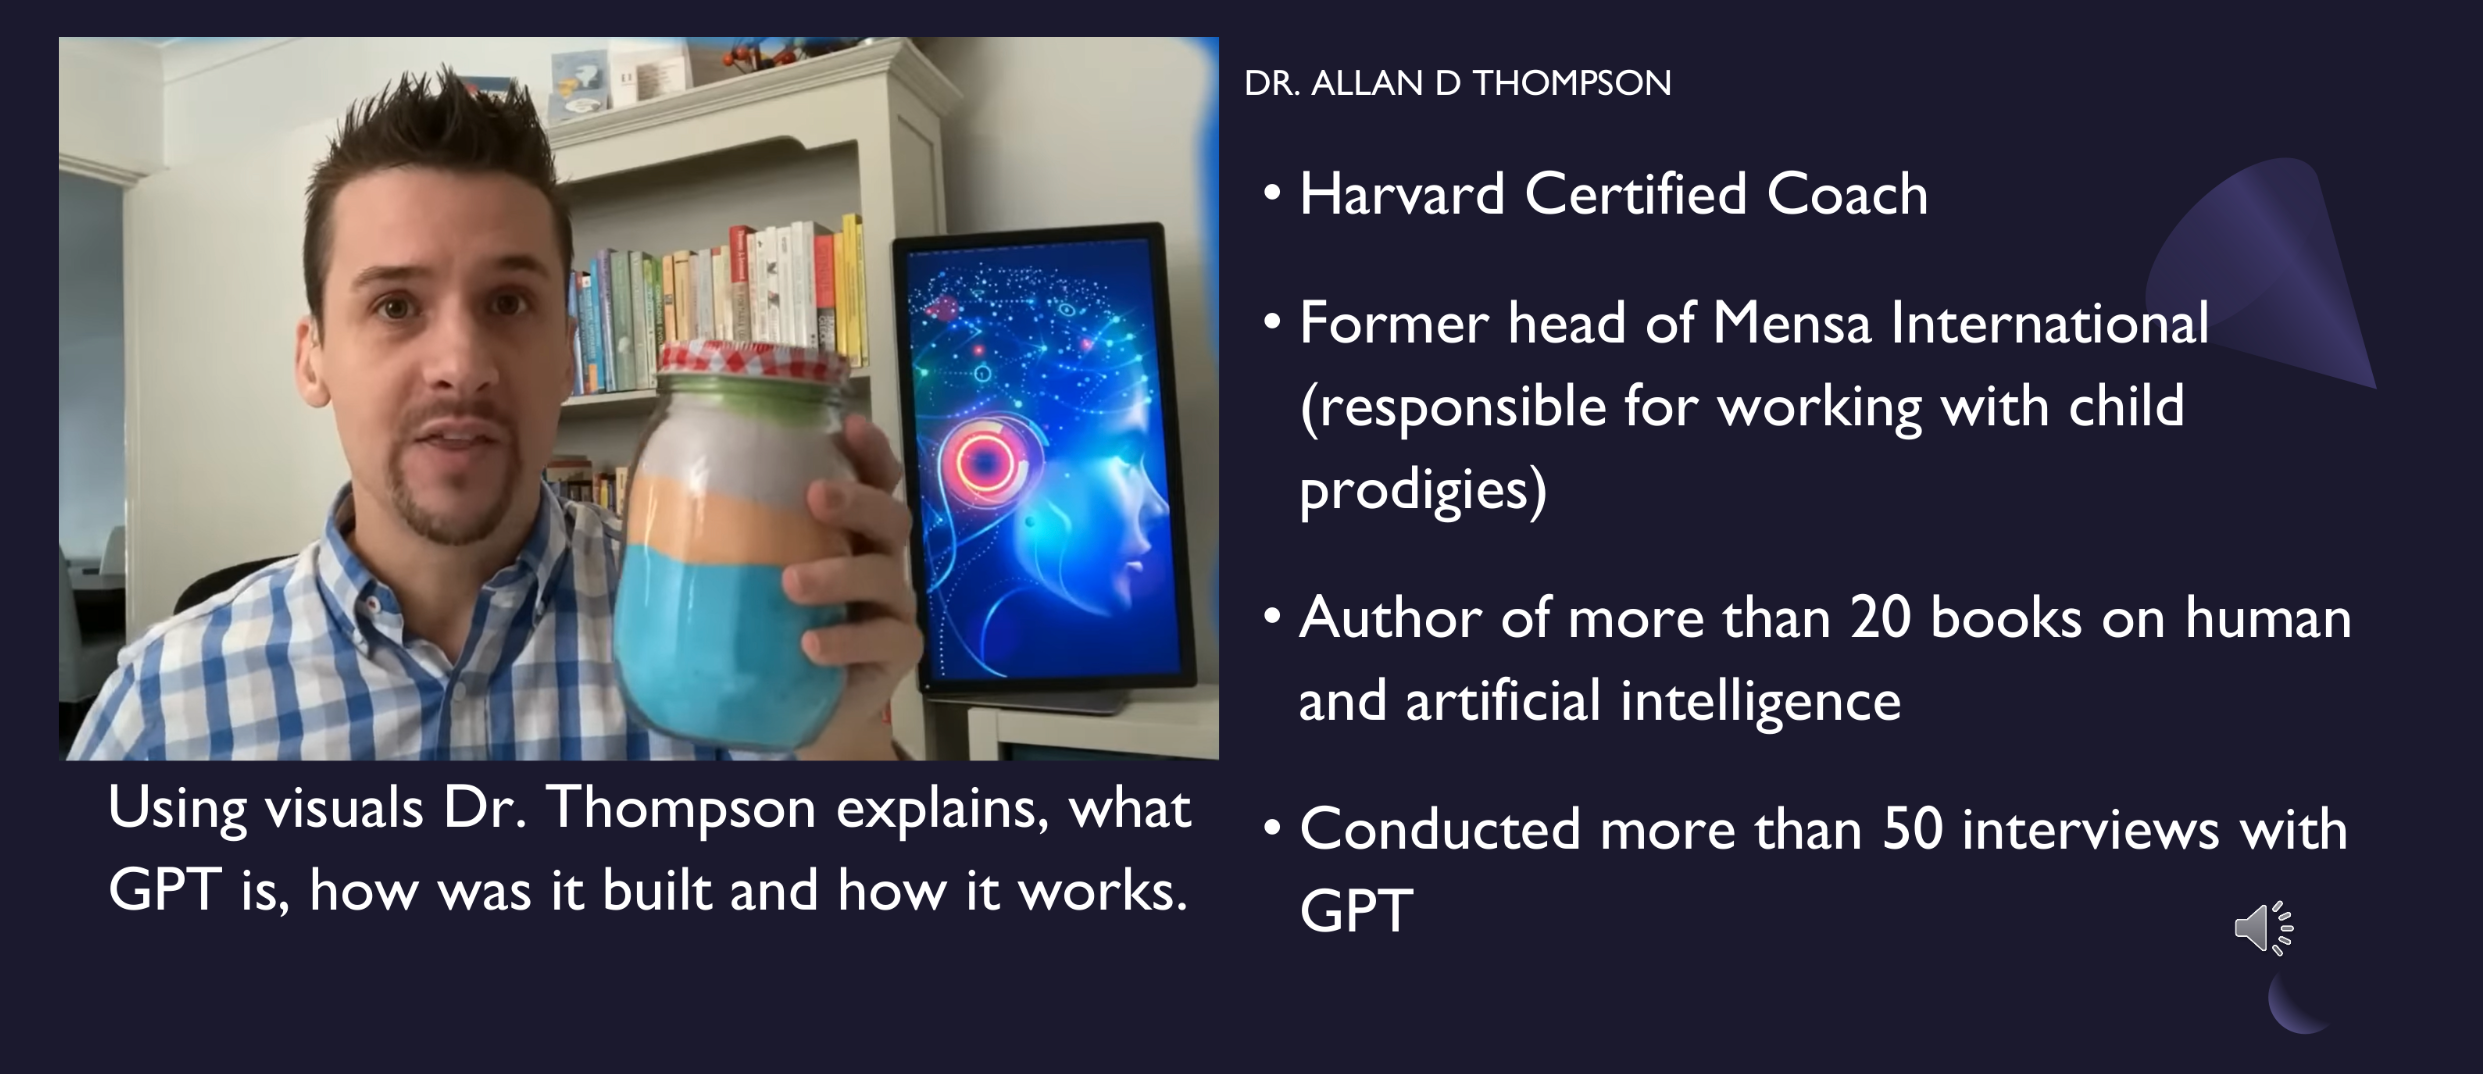 DR. ALLAN D THOMPSON
• Harvard Certified Coach
• Former head of Mensa International
(responsible for working with child
prodigies)
• Author of more than 20 books on human
and artificial intelligence
• Conducted more than 50 interviews with
GPT
Using visuals Dr. Thompson explains, what
GPT is, how was it built and how it works.